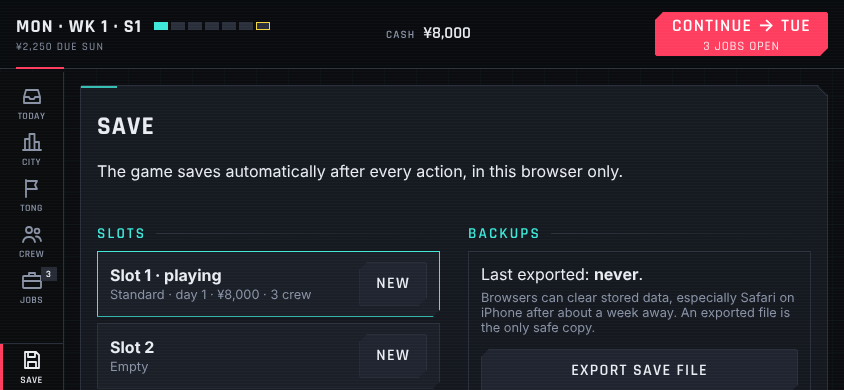 MON · WK 1 · S1
¥2,250 DUE SUN
CASH ¥8,000
CONTINUE → TUE
3 JOBS OPEN
TODAY
CITY
TONG
CREW
3
JOBS
SAVE
SAVE
The game saves automatically after every action, in this browser only.
SLOTS
Slot 1 · playing
Standard · day 1 · ¥8,000 · 3 crew
NEW
Slot 2
Empty
NEW
BACKUPS
Last exported: never.
Browsers can clear stored data, especially Safari on
iPhone after about a week away. An exported file is
the only safe copy.
EXPORT SAVE FILE